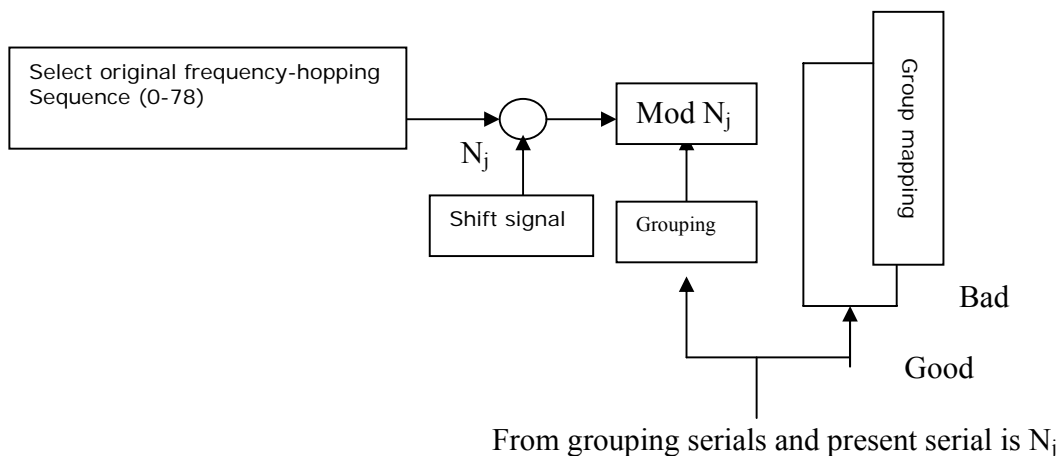 Select original frequency-hopping
Sequence (0-78)
Group mapping
Mod Nj
Nj
Shift signal
Grouping
Bad
Good
From grouping serials and present serial is Nj